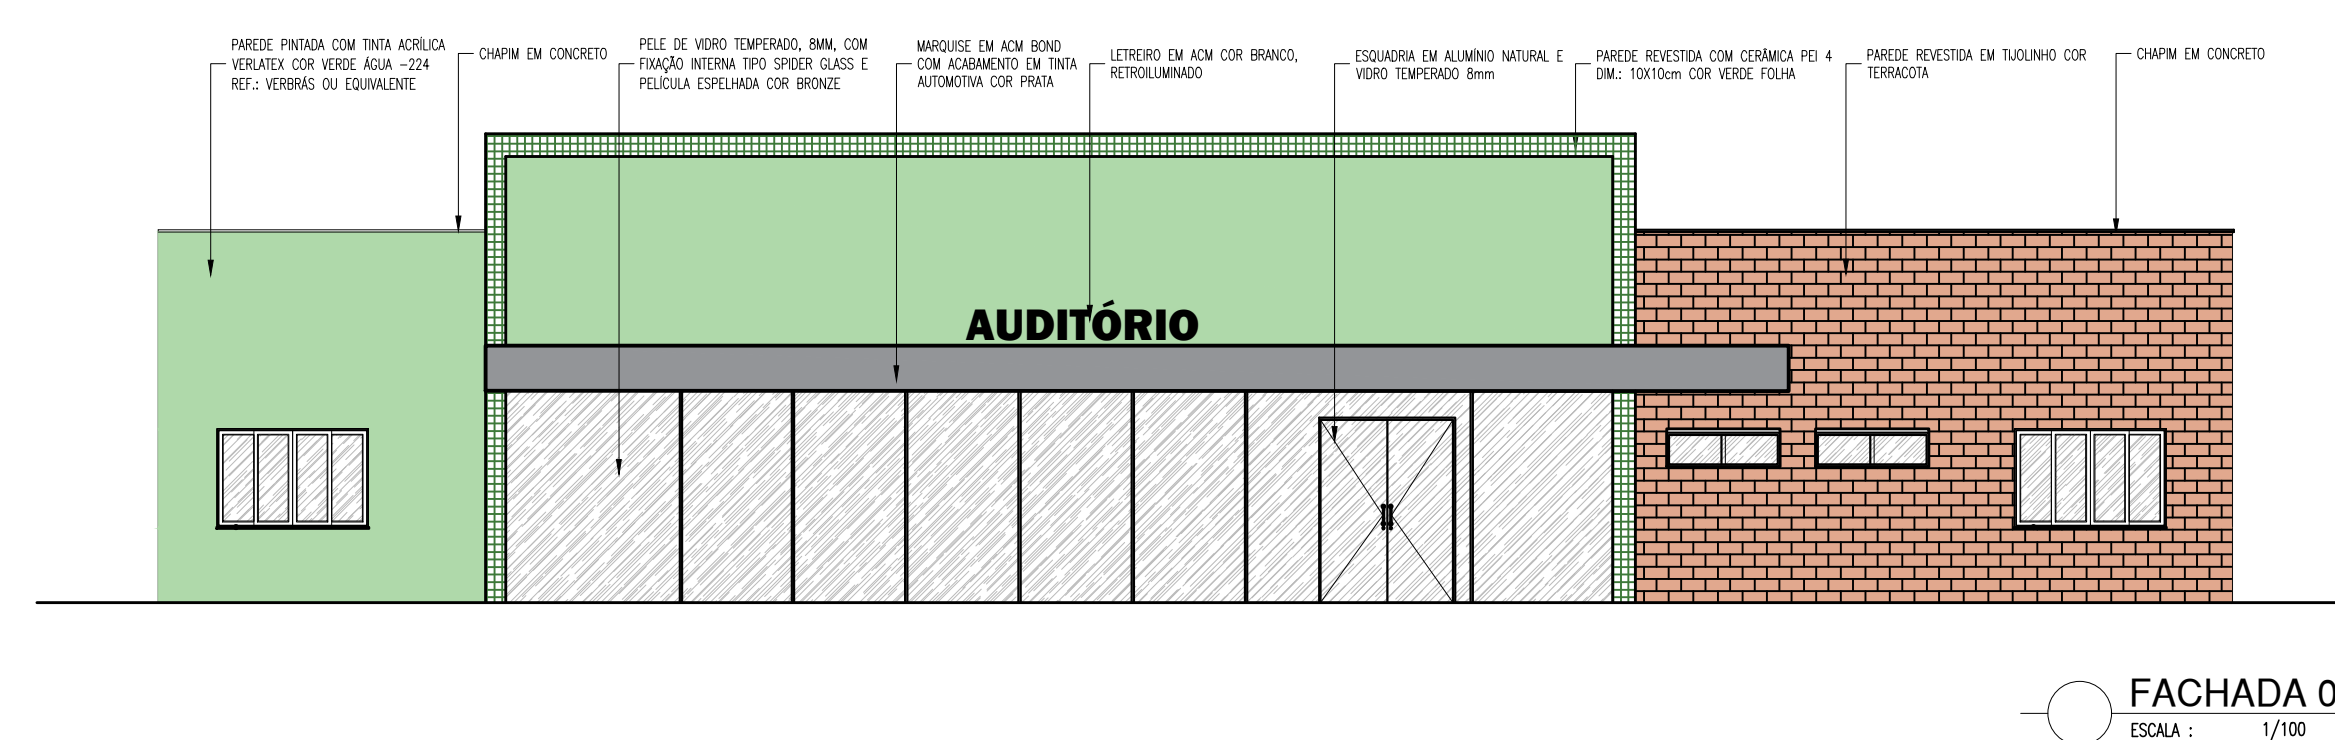 PAREDE PINTADA COM TINTA ACRÍLICA
VERLATEX COR VERDE ÁGUA -224
REF.: VERBRÁS OU EQUIVALENTE
CHAPIM EM CONCRETO
PELE DE VIDRO TEMPERADO, 8MM, COM
FIXAÇÃO INTERNA TIPO SPIDER GLASS E
PELÍCULA ESPELHADA COR BRONZE
MARQUISE EM ACM BOND
COM ACABAMENTO EM TINTA
AUTOMOTIVA COR PRATA
LETREIRO EM ACM COR BRANCO,
RETROILUMINADO
ESQUADRIA EM ALUMÍNIO NATURAL E
VIDRO TEMPERADO 8mm
PAREDE REVESTIDA COM CERÂMICA PEI 4
DIM.: 10X10cm COR VERDE FOLHA
PAREDE REVESTIDA EM TIJOLINHO COR
TERRACOTA
CHAPIM EM CONCRETO
AUDITÓRIO
FACHADA 0
ESCALA : 1/100